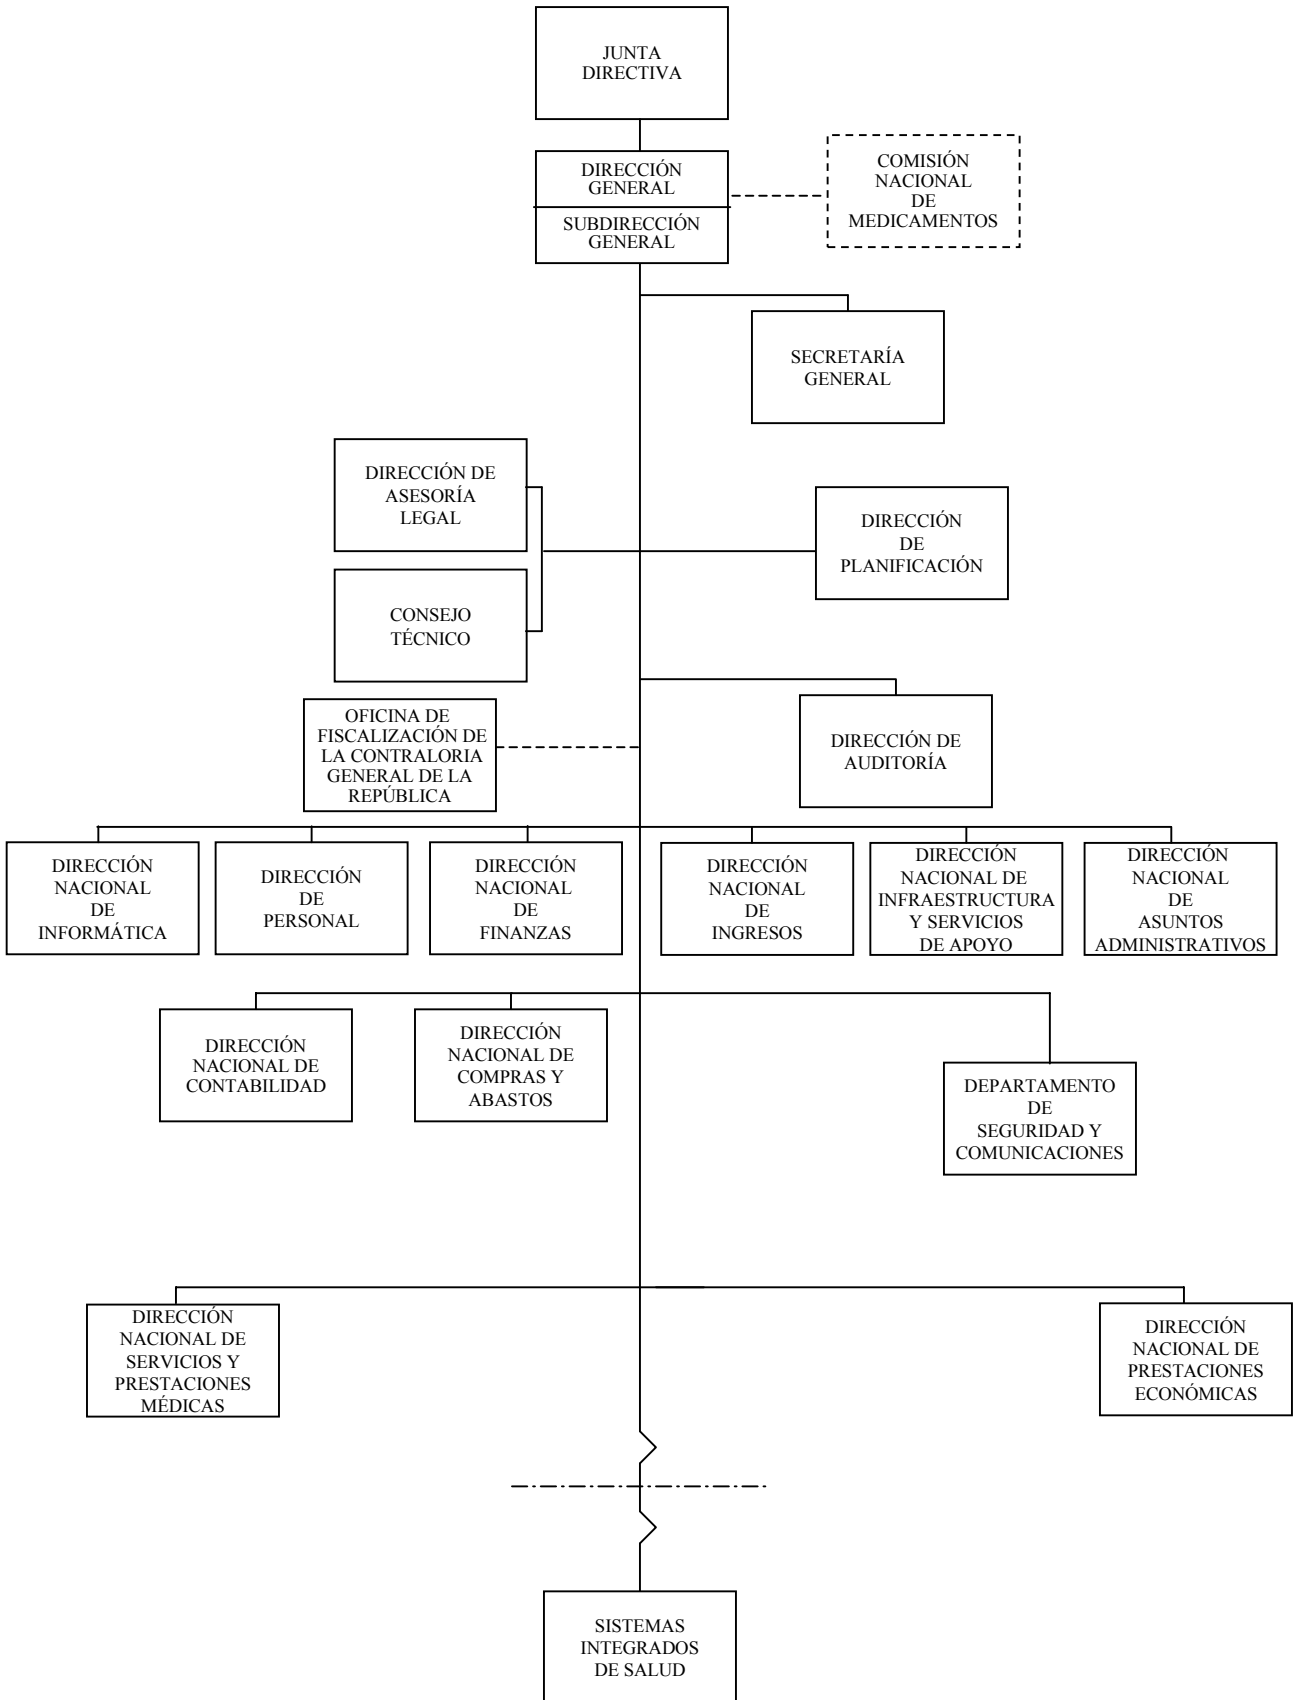 JUNTA
DIRECTIVA
DIRECCIÓN
GENERAL
SUBDIRECCIÓN
GENERAL
COMISIÓN
NACIONAL
DE
MEDICAMENTOS
SECRETARÍA
GENERAL
DIRECCIÓN DE
ASESORÍA
LEGAL
DIRECCIÓN
DE
PLANIFICACIÓN
CONSEJO
TÉCNICO
OFICINA DE
FISCALIZACIÓN DE
LA CONTRALORIA
GENERAL DE LA
REPÚBLICA
DIRECCIÓN DE
AUDITORÍA
DIRECCIÓN
NACIONAL
DE
INFORMÁTICA
DIRECCIÓN
DE
PERSONAL
DIRECCIÓN
NACIONAL
DE
FINANZAS
DIRECCIÓN
NACIONAL
DE
INGRESOS
DIRECCIÓN
NACIONAL DE
INFRAESTRUCTURA
Y SERVICIOS
DE APOYO
DIRECCIÓN
NACIONAL
DE
ASUNTOS
ADMINISTRATIVOS
DIRECCIÓN
NACIONAL DE
CONTABILIDAD
DIRECCIÓN
NACIONAL DE
COMPRAS Y
ABASTOS
DEPARTAMENTO
DE
SEGURIDAD Y
COMUNICACIONES
DIRECCIÓN
NACIONAL DE
SERVICIOS Y
PRESTACIONES
MÉDICAS
DIRECCIÓN
NACIONAL DE
PRESTACIONES
ECONÓMICAS
SISTEMAS
INTEGRADOS
DE SALUD